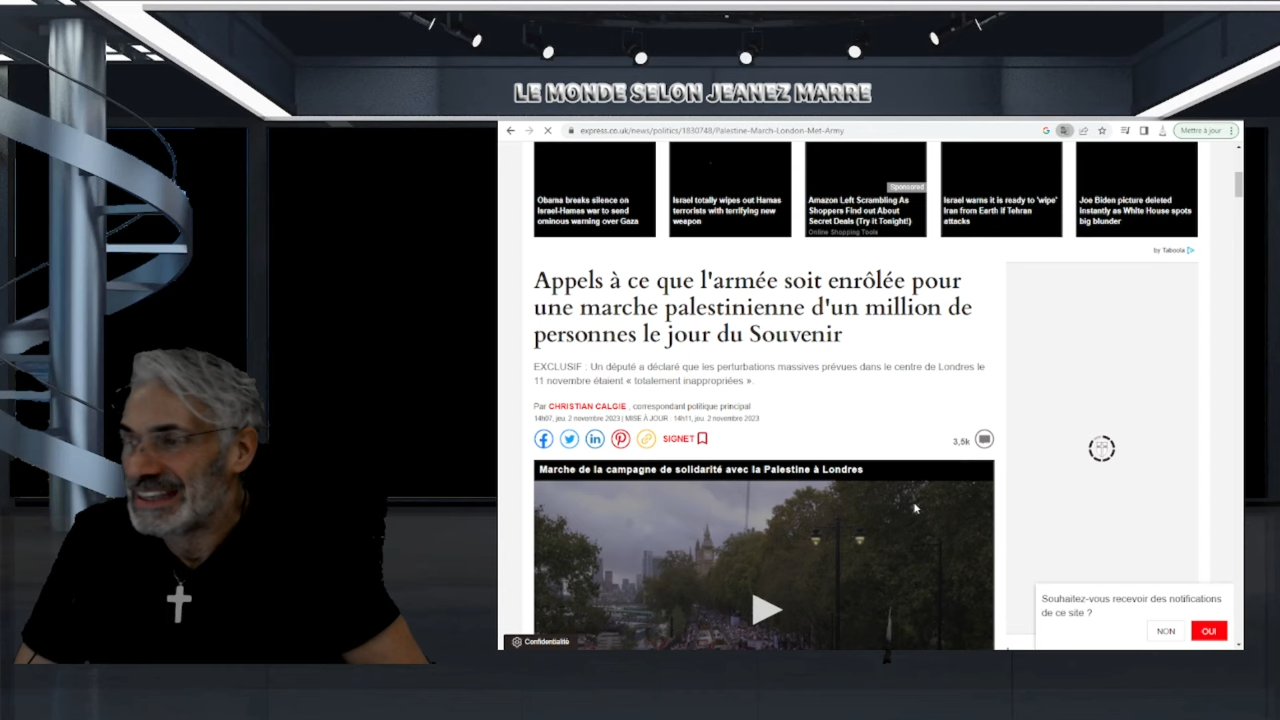 LE MONDE SELON JEANEZ MARRE
express.co.uk/news/politics/1830748/Palestine-March-London-Met-Army
Mettre à jour
Obama breaks silence on
Israel-Hamas war to send
ominous warning over Gaza
Israel totally wipes out Hamas
terrorists with terrifying new
weapon
Sponsored
Amazon Left Scrambling As
Shoppers Find out About
Secret Deals (Try it Tonight!)
Online Shopping Tools
Israel warns it is ready to 'wipe'
Iran from Earth if Tehran
attacks
Joe Biden picture deleted
instantly as White House spots
big blunder
by Taboola
Appels à ce que l'armée soit enrôlée pour
une marche palestinienne d'un million de
personnes le jour du Souvenir
EXCLUSIF : Un député a déclaré que les perturbations massives prévues dans le centre de Londres le
11 novembre étaient « totalement inappropriées ».
Par CHRISTIAN CALGIE , correspondant politique principal
14h07, jeu. 2 novembre 2023 | MISE À JOUR : 14h11, jeu. 2 novembre 2023
SIGNET
3,5k
Marche de la campagne de solidarité avec la Palestine à Londres
Souhaitez-vous recevoir des notifications
de ce site ?
NON
OUI
Confidentialité